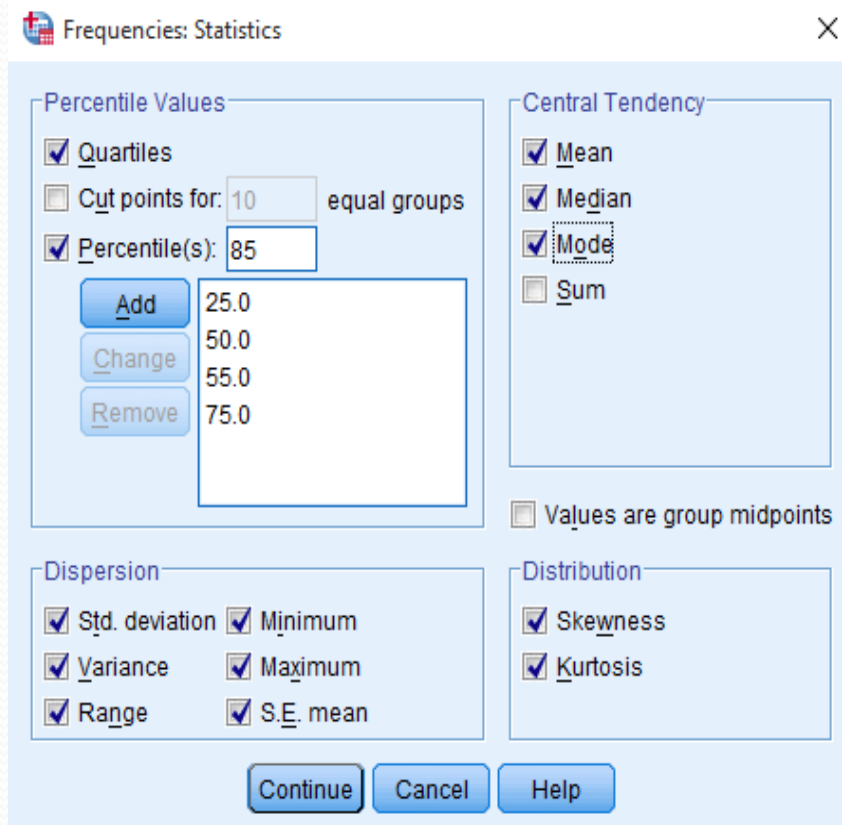 Frequencies: Statistics
Percentile Values
Quartiles
Cut points for: 10 equal groups
Percentile(s): 85
Add
Change
Remove
25.0
50.0
55.0
75.0
Central Tendency
Mean
Median
Mode
Sum
Values are group midpoints
Dispersion
Std. deviation Minimum
Variance Maximum
Range S.E. mean
Distribution
Skewness
Kurtosis
Continue Cancel Help